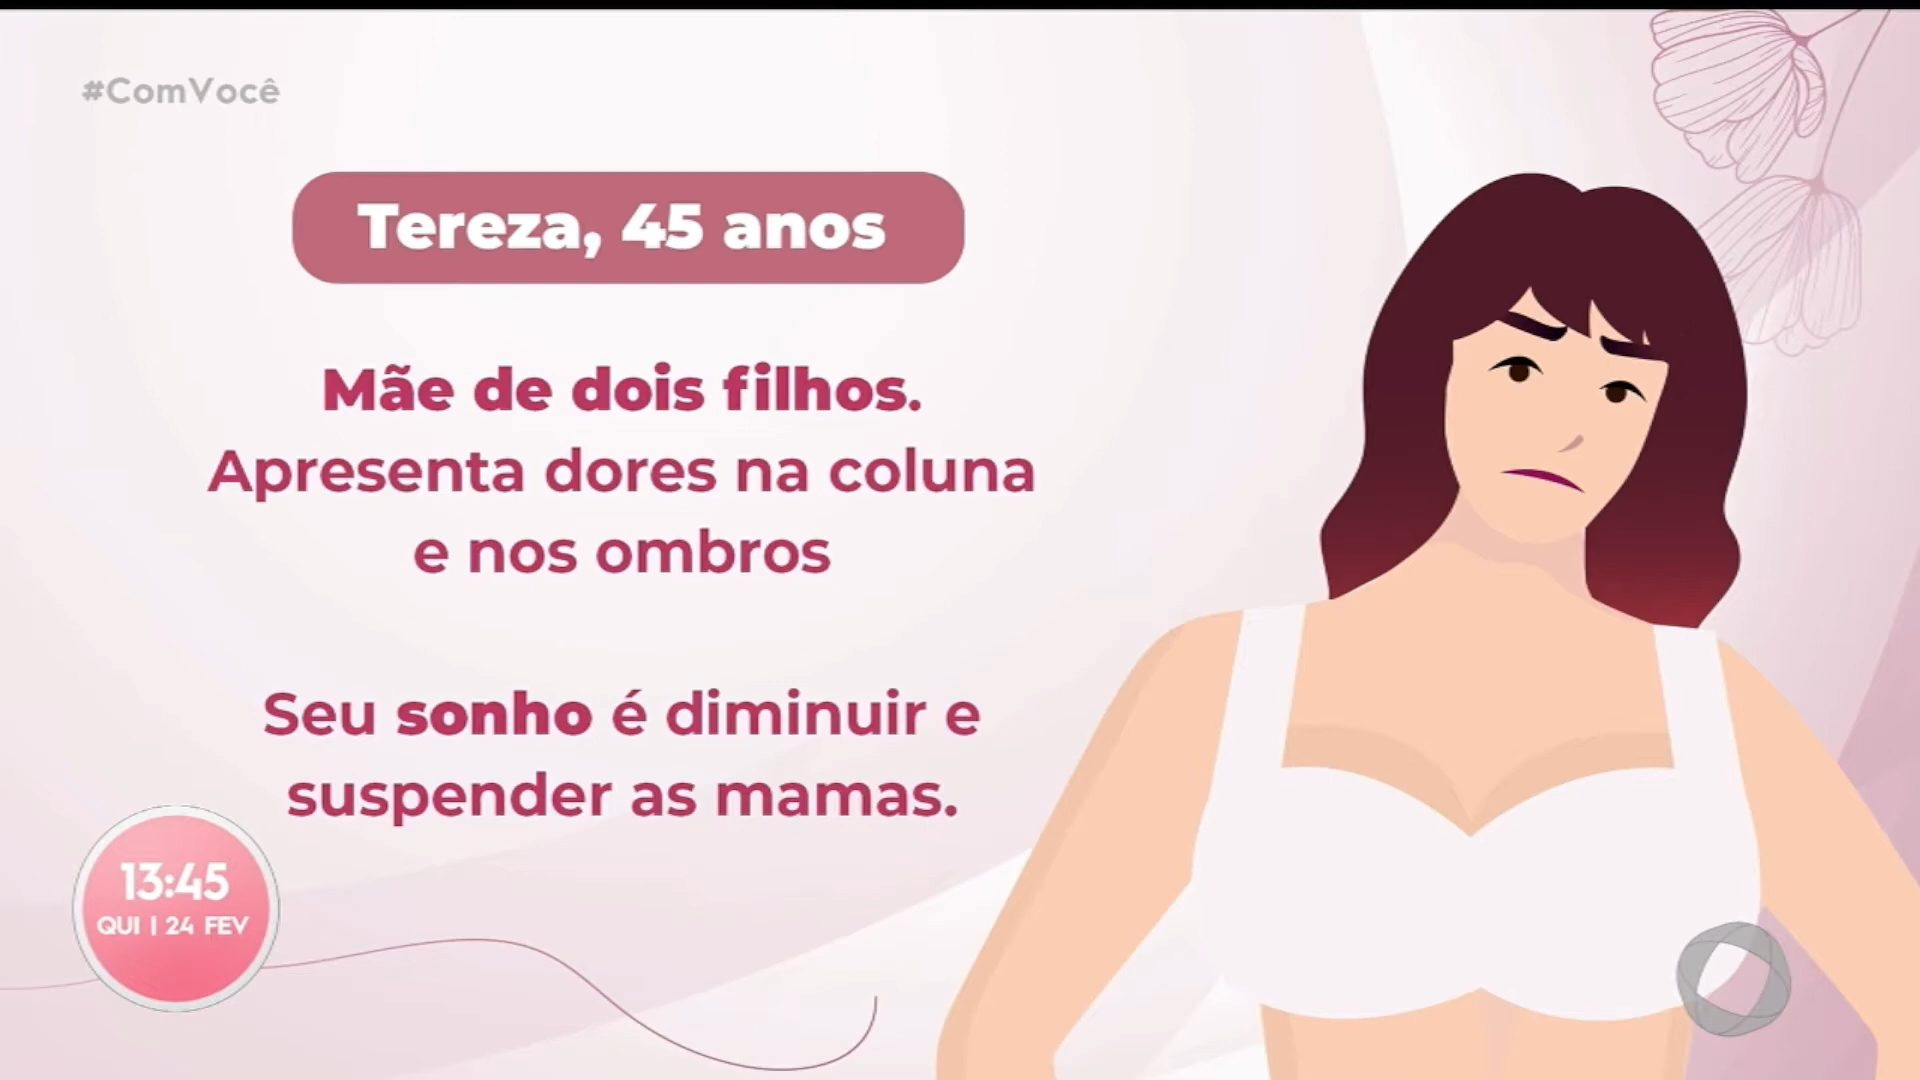 #ComVocê
Tereza, 45 anos
Mãe de dois filhos.
Apresenta dores na coluna
e nos ombros
Seu sonho é diminuir e
suspender as mamas.
13:45
QUI | 24 FEV